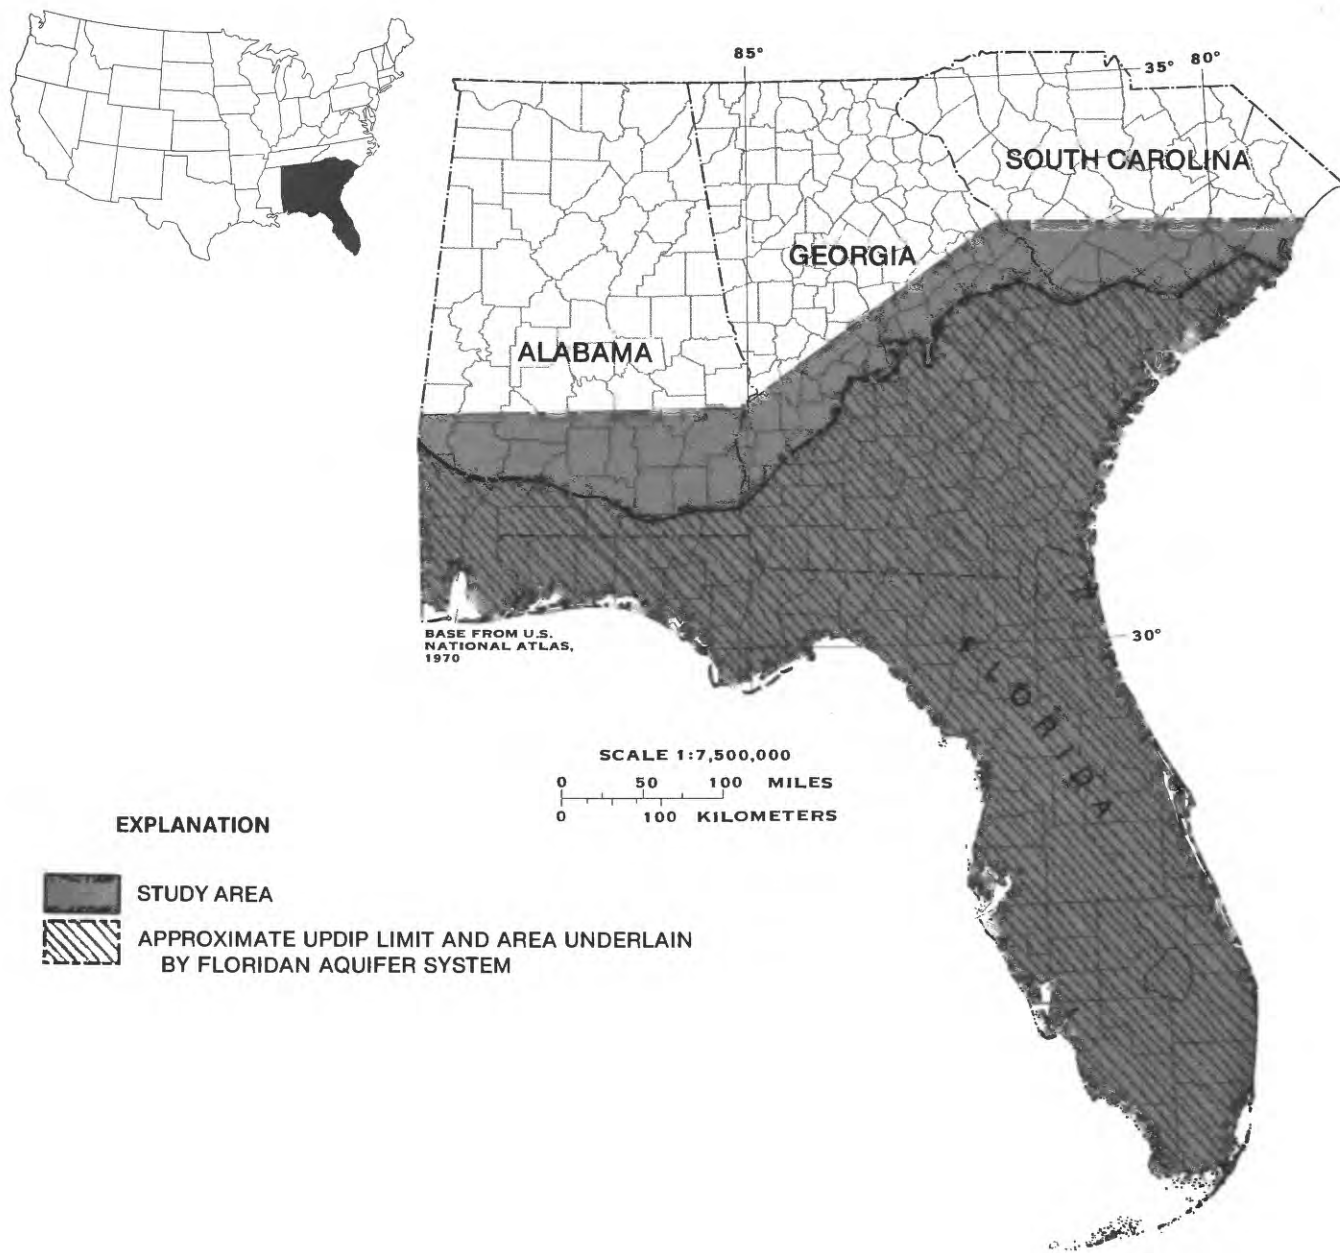 85°
35° 80°
SOUTH CAROLINA
GEORGIA
ALABAMA
BASE FROM U.S.
NATIONAL ATLAS,
1970
30°
FLORIDA
SCALE 1:7,500,000
0 50 100 MILES
0 100 KILOMETERS
EXPLANATION
STUDY AREA
APPROXIMATE UPDIP LIMIT AND AREA UNDERLAIN
BY FLORIDAN AQUIFER SYSTEM